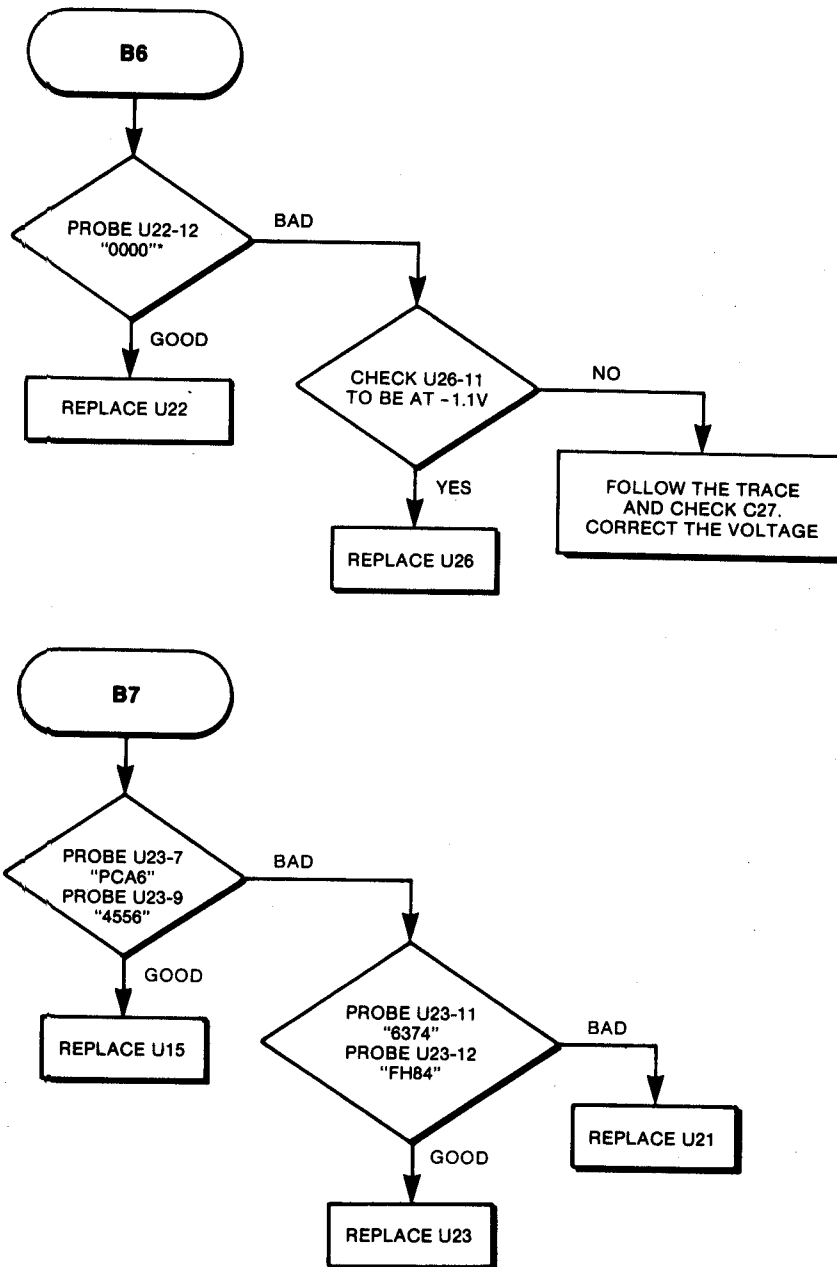 B6
PROBE U22-12
"0000"*
BAD
GOOD
REPLACE U22
CHECK U26-11
TO BE AT -1.1V
NO
YES
REPLACE U26
FOLLOW THE TRACE
AND CHECK C27.
CORRECT THE VOLTAGE
B7
PROBE U23-7
"PCA6"
PROBE U23-9
"4556"
BAD
GOOD
REPLACE U15
PROBE U23-11
"6374"
PROBE U23-12
"FH84"
BAD
REPLACE U21
GOOD
REPLACE U23